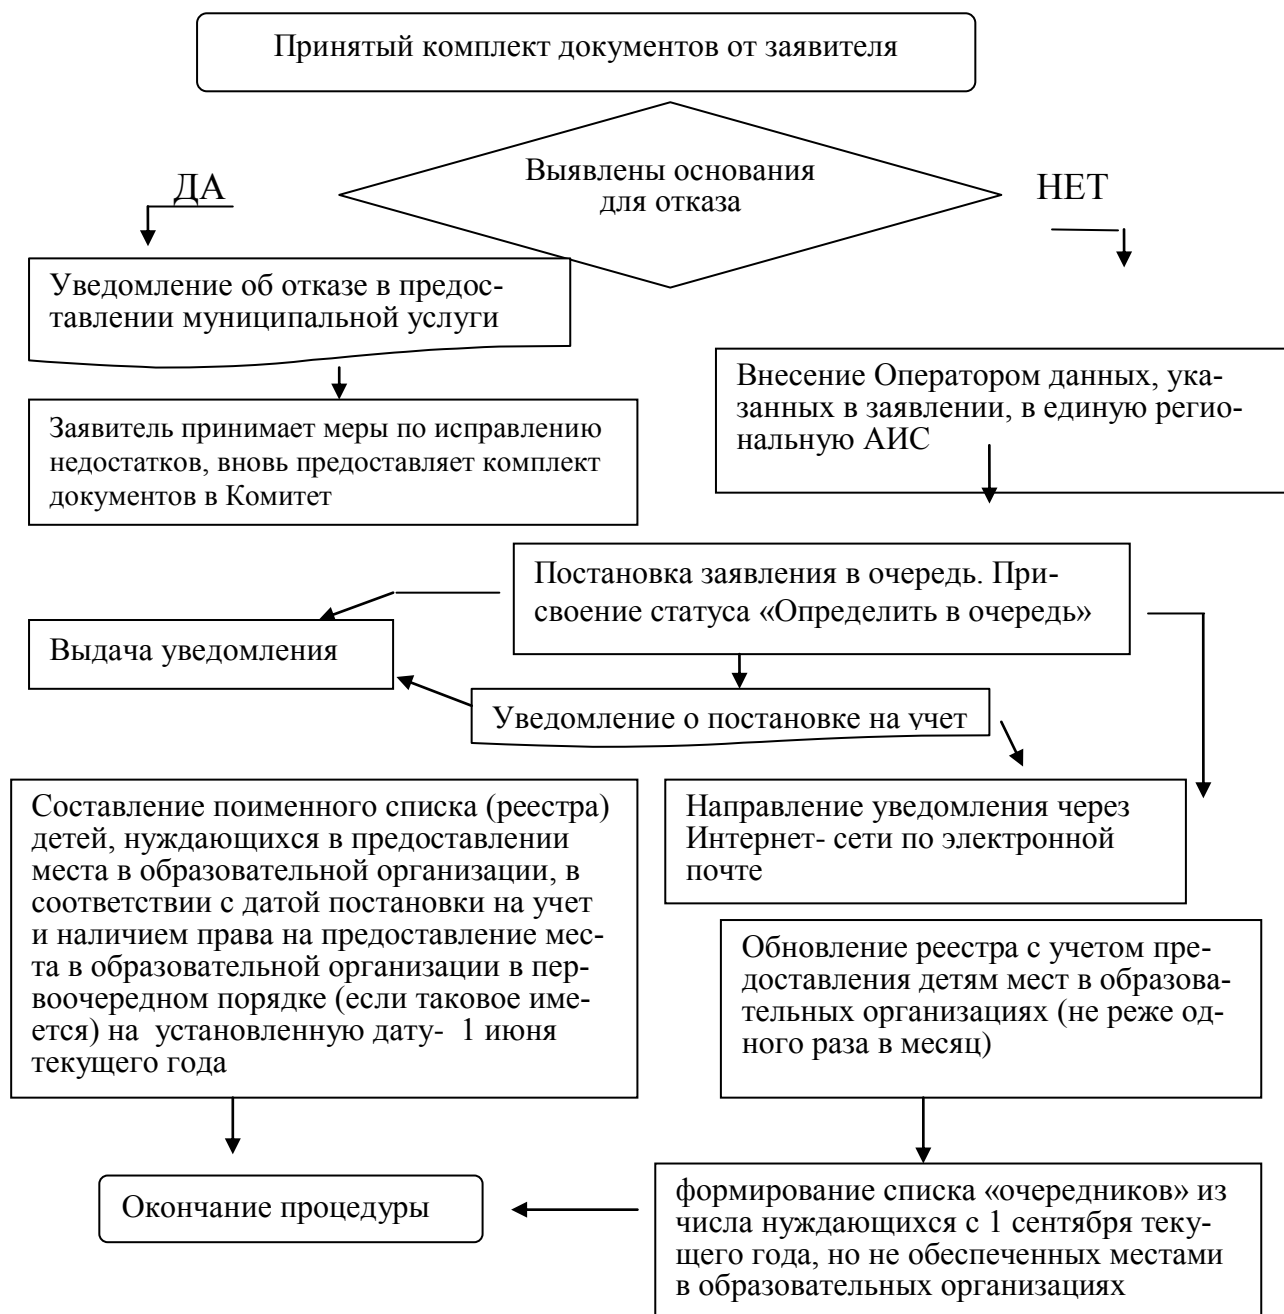 Принятый комплект документов от заявителя
Выявлены основания
для отказа
ДА
НЕТ
Уведомление об отказе в предос-
тавлении муниципальной услуги
Внесение Оператором данных, ука-
занных в заявлении, в единую регио-
нальную АИС
Заявитель принимает меры по исправлению
недостатков, вновь предоставляет комплект
документов в Комитет
Постановка заявления в очередь. При-
своение статуса «Определить в очередь»
Выдача уведомления
Уведомление о постановке на учет
Составление поименного списка (реестра)
детей, нуждающихся в предоставлении
места в образовательной организации, в
соответствии с датой постановки на учет
и наличием права на предоставление мес-
та в образовательной организации в пер-
воочередном порядке (если таковое име-
ется) на  установленную дату-  1 июня
текущего года
Направление уведомления через
Интернет- сети по электронной
почте
Обновление реестра с учетом пре-
доставления детям мест в образова-
тельных организациях (не реже од-
ного раза в месяц)
Окончание процедуры
формирование списка «очередников» из
числа нуждающихся с 1 сентября теку-
щего года, но не обеспеченных местами
в образовательных организациях